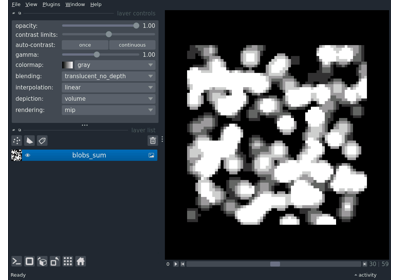 File View Plugins Window Help
layer controls
opacity: 1.00
contrast limits:
auto-contrast: once continuous
gamma: 1.00
colormap: gray
blending: translucent_no_depth
interpolation: linear
depiction: volume
rendering: mip
layer list
blobs_sum
30 59
Ready
activity